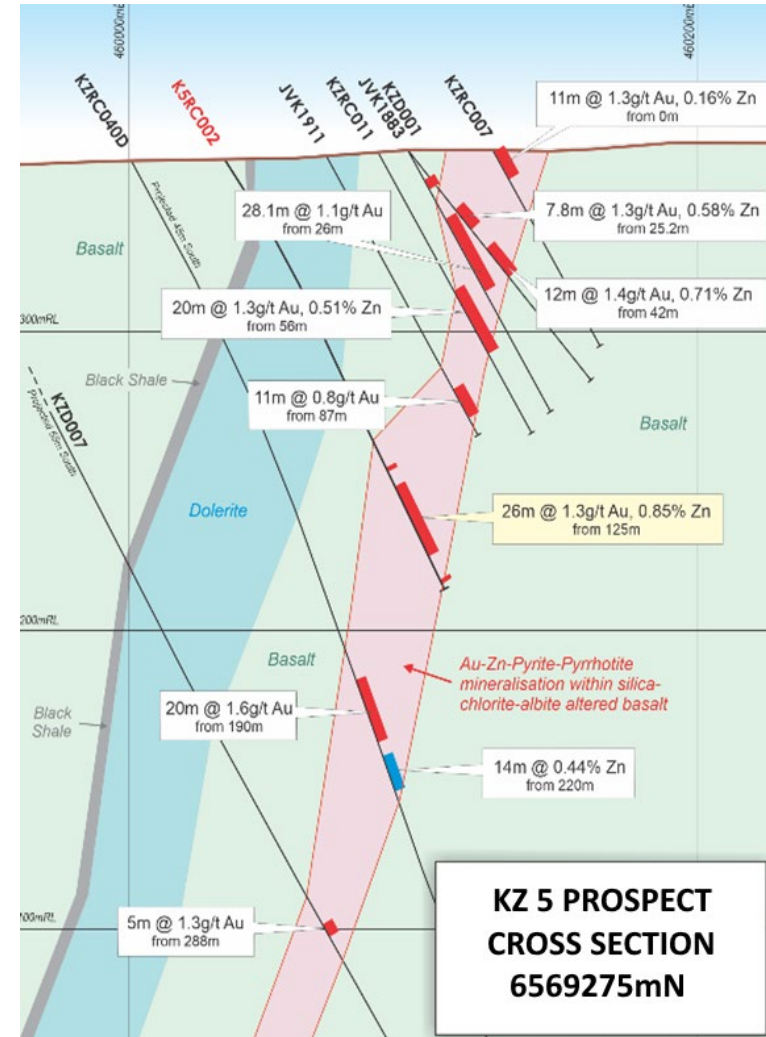 460000mE
460200mE
KZRC040D
K5RC002
JVK1911
KZRC011
JVK1883
KZD001
KZRC007
11m @ 1.3g/t Au, 0.16% Zn
from 0m
Projected 45m South
28.1m @ 1.1g/t Au
from 26m
7.8m @ 1.3g/t Au, 0.58% Zn
from 25.2m
Basalt
20m @ 1.3g/t Au, 0.51% Zn
from 56m
12m @ 1.4g/t Au, 0.71% Zn
from 42m
300mRL
Black Shale
KZD007
Projected 55m South
11m @ 0.8g/t Au
from 87m
Basalt
Dolerite
26m @ 1.3g/t Au, 0.85% Zn
from 125m
200mRL
Basalt
Au-Zn-Pyrite-Pyrrhotite
mineralisation within silica-
chlorite-albite altered basalt
20m @ 1.6g/t Au
from 190m
Black
Shale
14m @ 0.44% Zn
from 220m
KZ 5 PROSPECT
CROSS SECTION
6569275mN
100mRL
5m @ 1.3g/t Au
from 288m